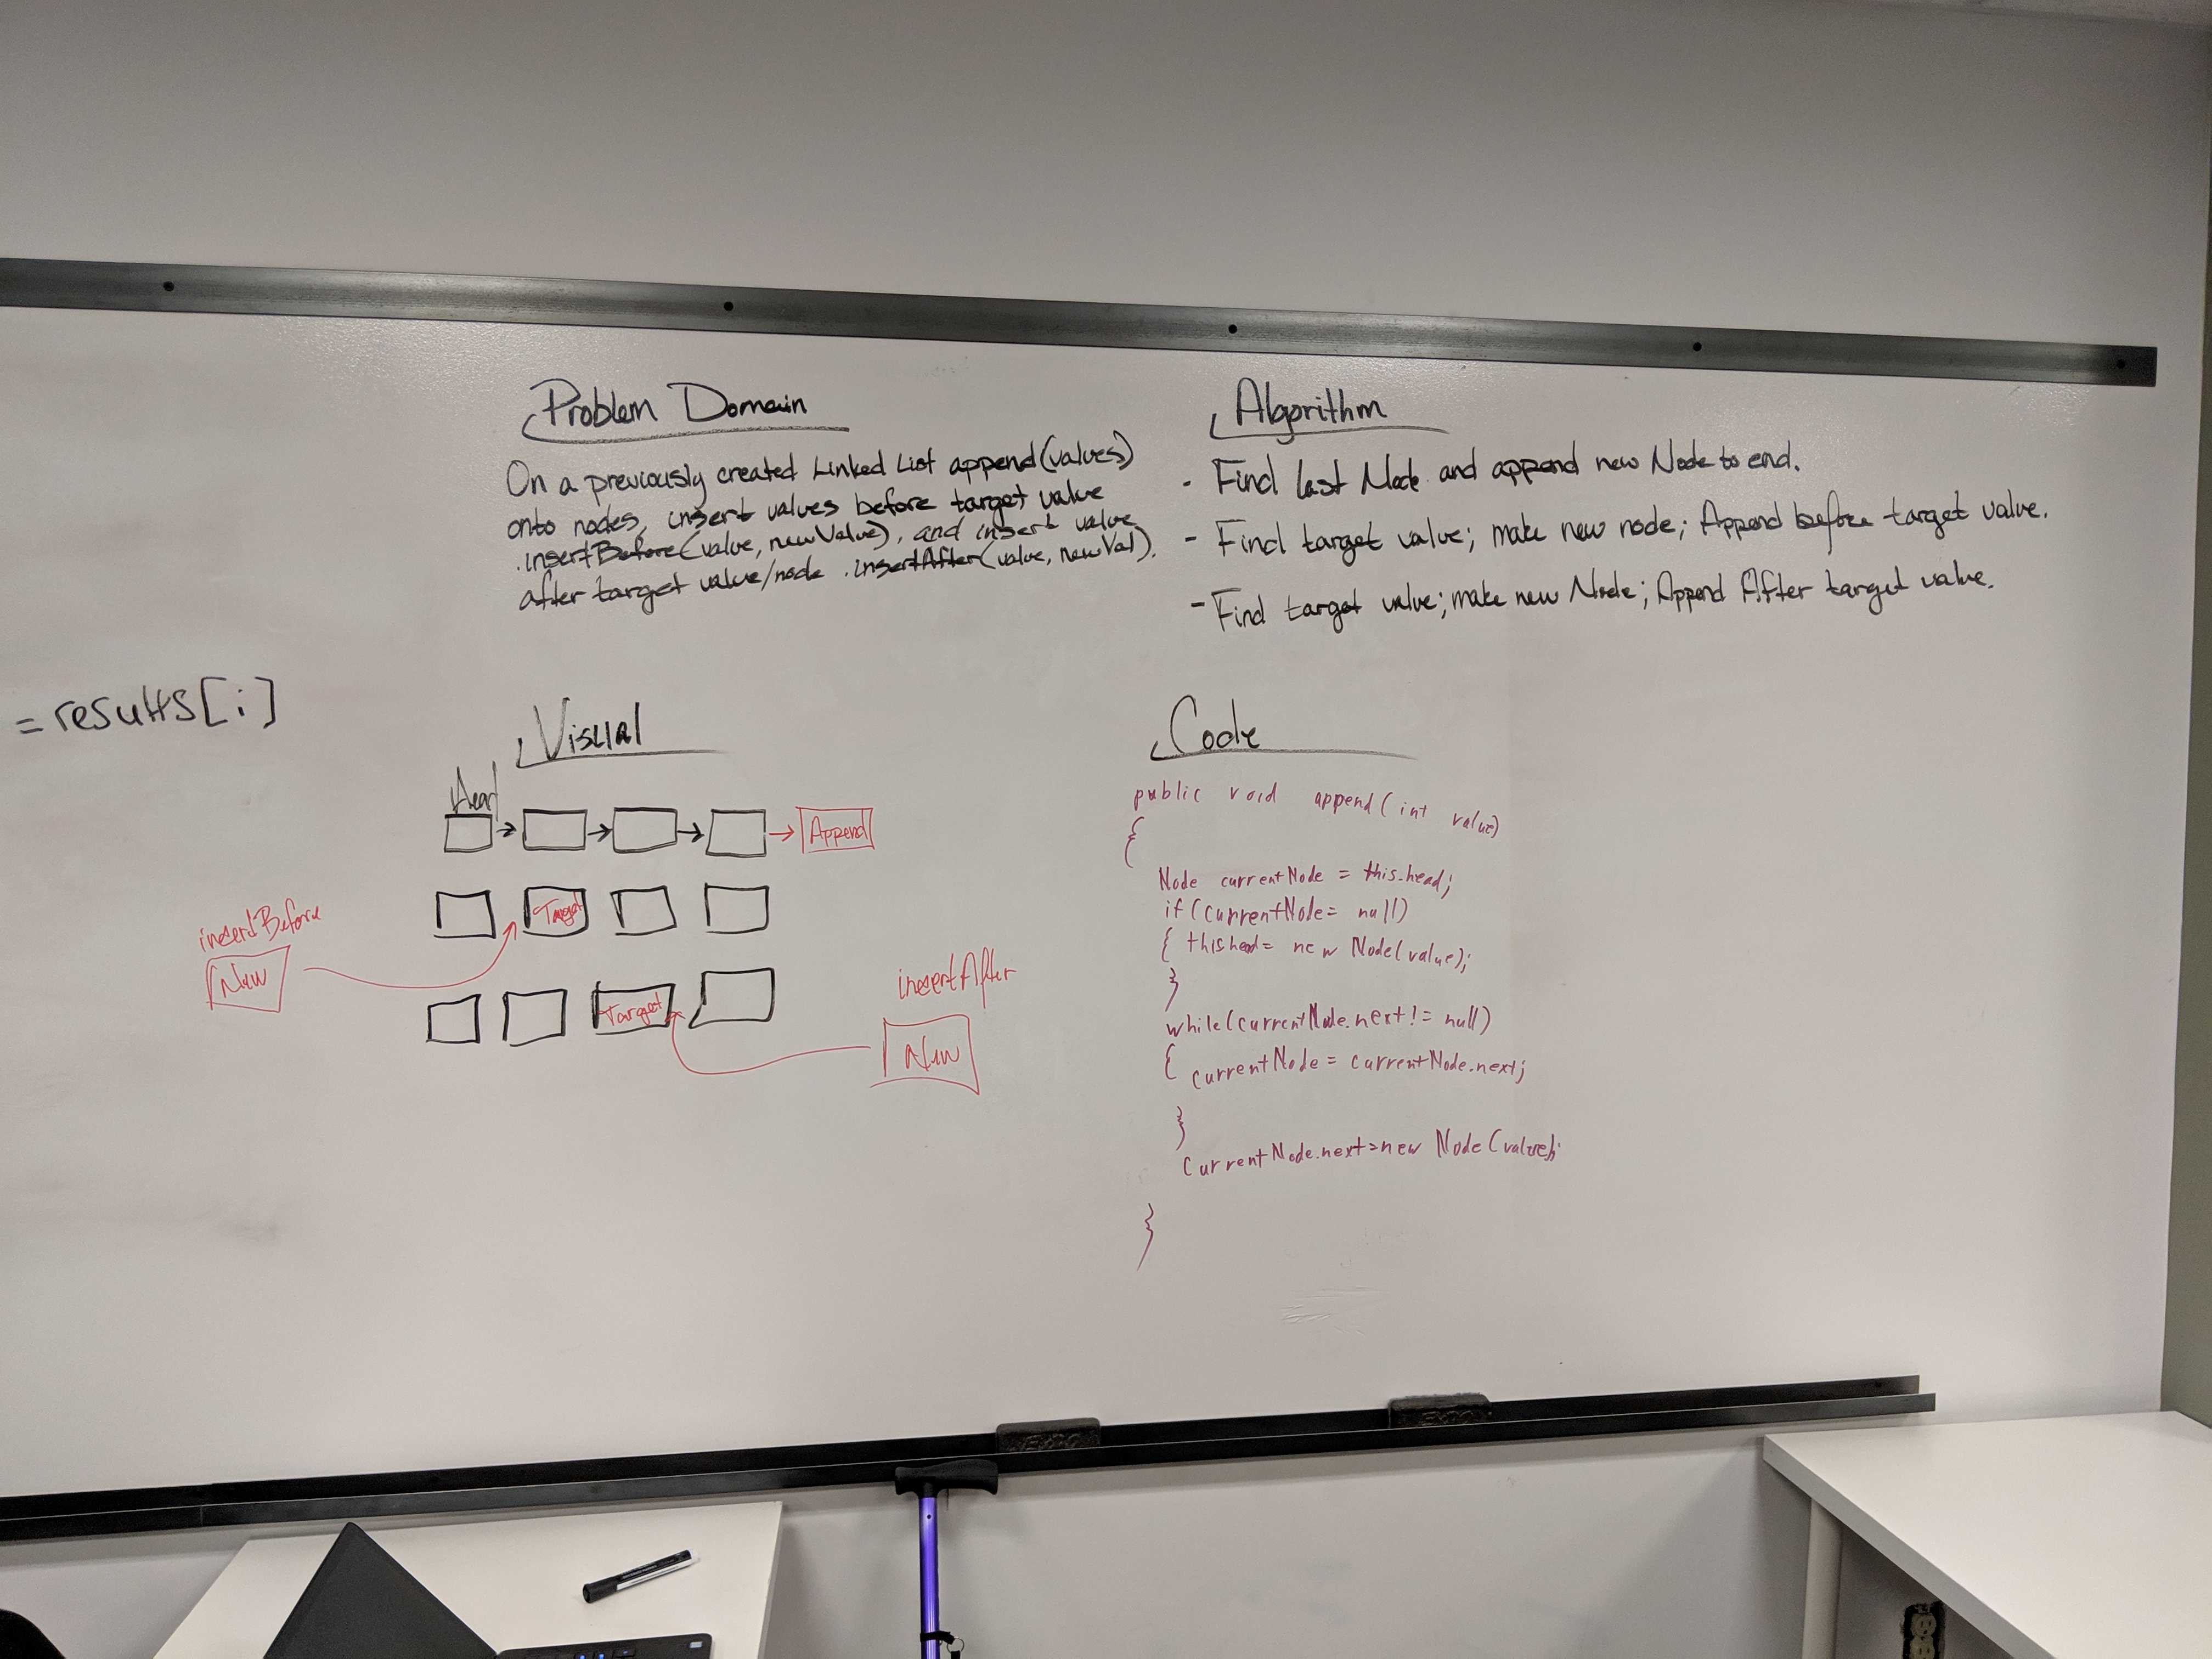 Problem Domain
On a previously created Linked List append(values)
onto nodes, insert values before target value
.insertBefore(value, newValue), and insert value
after target value/node .insertAfter(value, newVal).
Algorithm
- Find last Node and append new Node to end.
- Find target value; make new node; Append before target value.
- Find target value; make new Node; Append After target value.
= results[i]
Visual
Head
Append
insertBefore
New
Target
Target
insertAfter
New
Code
public void append(int value)
{
Node currentNode = this.head;
if(currentNode= null)
{ this.head= new Node(value);
}
while(currentNode.next != null)
{ currentNode = currentNode.next;
}
currentNode.next=new Node(value);
}
EXPO
EXPO